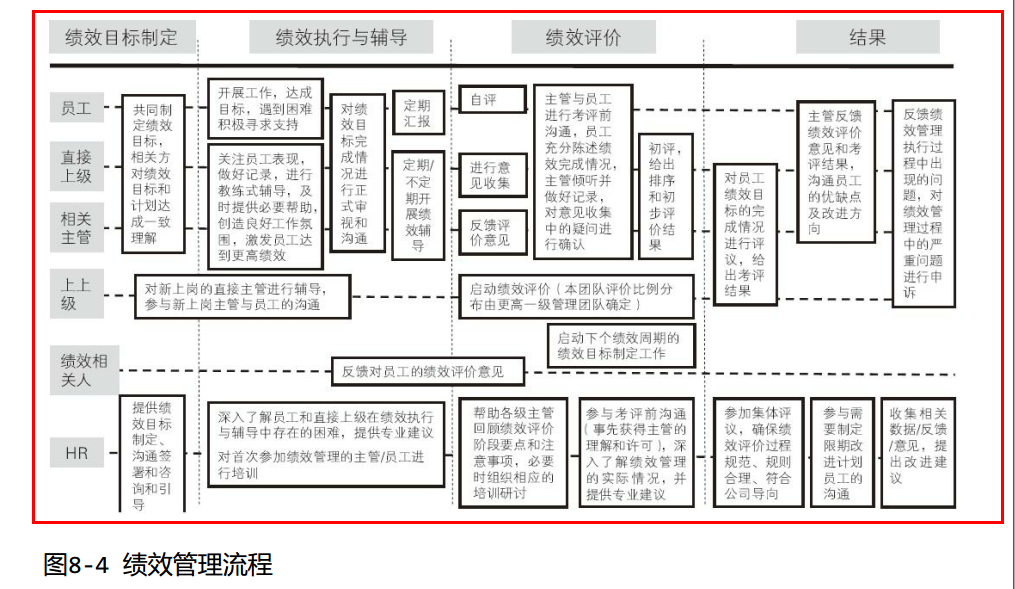 绩效目标制定
绩效执行与辅导
绩效评价
结果
员工
直接
上级
相关
主管
共同制
定绩效
目标，
相关方
对绩效
目标和
计划达
成一致
理解
开展工作，达成
目标，遇到困难
积极寻求支持
关注员工表现，
做好记录，进行
教练式辅导，及
时提供必要帮助，
创造良好工作氛
围，激发员工达
到更高绩效
对绩
效目
标完
成情
况进
行正
式审
视和
沟通
定期
汇报
定期/
不定
期开
展绩
效辅
导
自评
进行意
见收集
反馈评
价意见
主管与员工
进行考评前
沟通，员工
充分陈述绩
效完成情况，
主管倾听并
做好记录，
对意见收集
中的疑问进
行确认
初评，
给出
排序
和初
步评
价结
果
对员工
绩效目
标的完
成情况
进行评
议，给
出考评
结果
主管反馈
绩效评价
意见和考
评结果，
沟通员工
的优缺点
及改进方
向
反馈绩
效管理
执行过
程中出
现的问
题，对
绩效管
理过程
中的严
重问题
进行申
诉
上上
级
对新上岗的直接主管进行辅导，
参与新上岗主管与员工的沟通
启动绩效评价（本团队评价比例分
布由更高一级管理团队确定）
启动下个绩效周期的
绩效目标制定工作
绩效相
关人
反馈对员工的绩效评价意见
HR
提供绩
效目标
制定、
沟通签
署和咨
询和引
导
深入了解员工和直接上级在绩效执行
与辅导中存在的困难，提供专业建议
对首次参加绩效管理的主管/员工进
行培训
帮助各级主管
回顾绩效评价
阶段要点和注
意事项，必要
时组织相应的
培训研讨
参与考评前沟通
（事先获得主管的
理解和许可），深
入了解绩效管理
的实际情况，并
提供专业建议
参加集体评
议，确保绩
效评价过程
规范、规则
合理、符合
公司导向
参与需
要制定
限期改
进计划
员工的
沟通
收集相关
数据/反馈
/意见，提
出改进建
议
图8-4 绩效管理流程